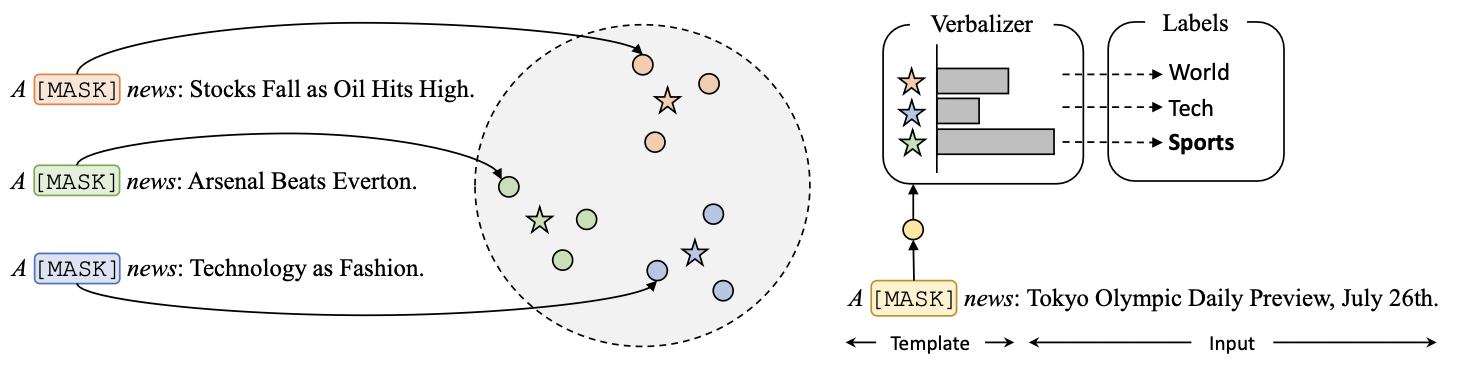 A [MASK] news: Stocks Fall as Oil Hits High.
A [MASK] news: Arsenal Beats Everton.
A [MASK] news: Technology as Fashion.
Verbalizer
Labels
World
Tech
Sports
A [MASK] news: Tokyo Olympic Daily Preview, July 26th.
Template
Input